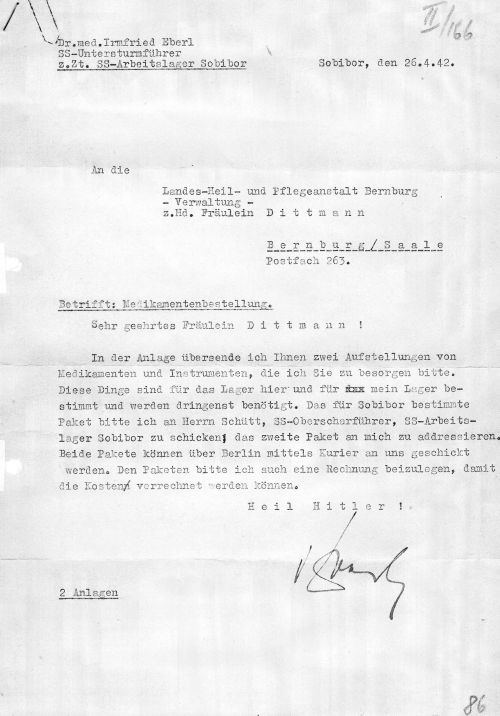 II/166
Dr.med.Irmfried Eberl
SS-Untersturmführer
z.Zt. SS-Arbeitslager Sobibor
Sobibor, den 26.4.42.
An die
Landes-Heil- und Pflegeanstalt Bernburg
- Verwaltung -
z.Hd. Fräulein D i t t m a n n
B e r n b u r g / S a a l e
Postfach 263.
Betrifft: Medikamentenbestellung.
Sehr geehrtes Fräulein D i t t m a n n !
In der Anlage übersende ich Ihnen zwei Aufstellungen von
Medikamenten und Instrumenten, die ich Sie zu besorgen bitte.
Diese Dinge sind für das Lager hier und für xxx mein Lager be-
stimmt und werden dringenst benötigt. Das für Sobibor bestimmte
Paket bitte ich an Herrn Schütt, SS-Oberscharführer, SS-Arbeits-
lager Sobibor zu schicken; das zweite Paket an mich zu addressieren.
Beide Pakete können über Berlin mittels Kurier an uns geschickt
werden. Den Paketen bitte ich auch eine Rechnung beizulegen, damit
die Kosten verrechnet werden können.
H e i l   H i t l e r !
2 Anlagen
86